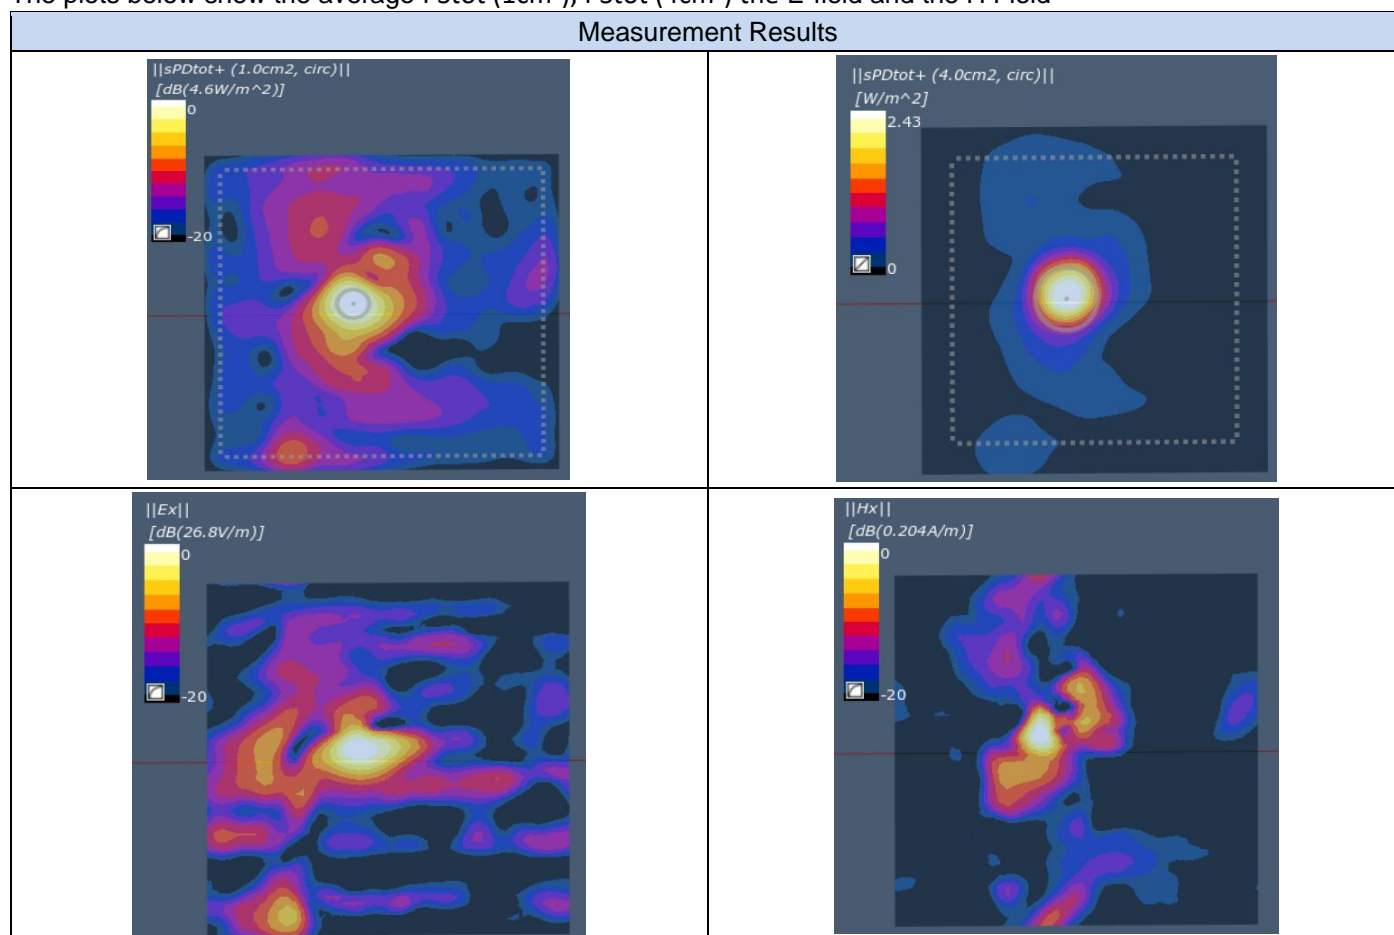 Measurement Results
||sPDtot+ (1.0cm2, circ)||
[dB(4.6W/m^2)]
0
-20
||sPDtot+ (4.0cm2, circ)||
[W/m^2]
2.43
0
||Ex||
[dB(26.8V/m)]
0
-20
||Hx||
[dB(0.204A/m)]
0
-20